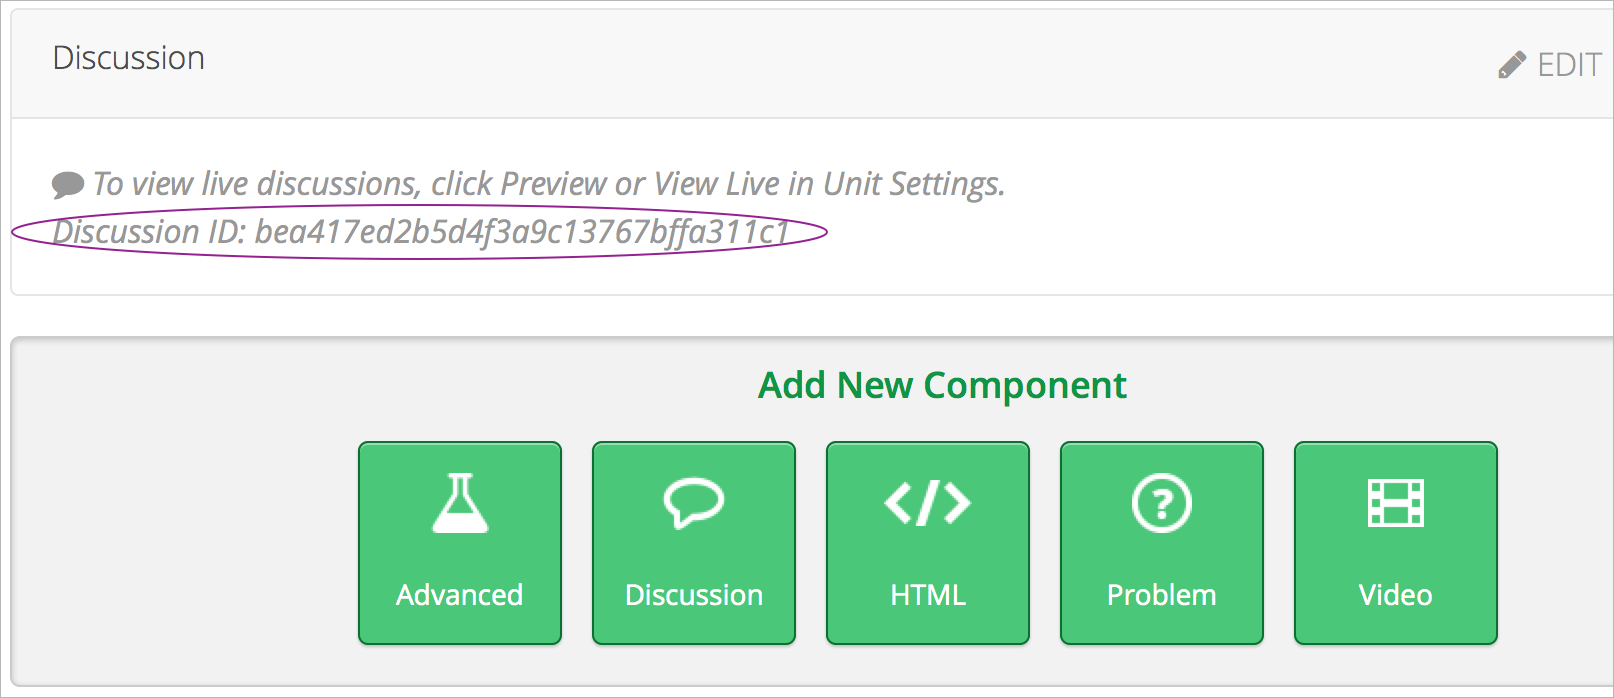 Discussion
EDIT
To view live discussions, click Preview or View Live in Unit Settings.
Discussion ID: bea417ed2b5d4f3a9c13767bffa311c1
Add New Component
Advanced
Discussion
HTML
Problem
Video